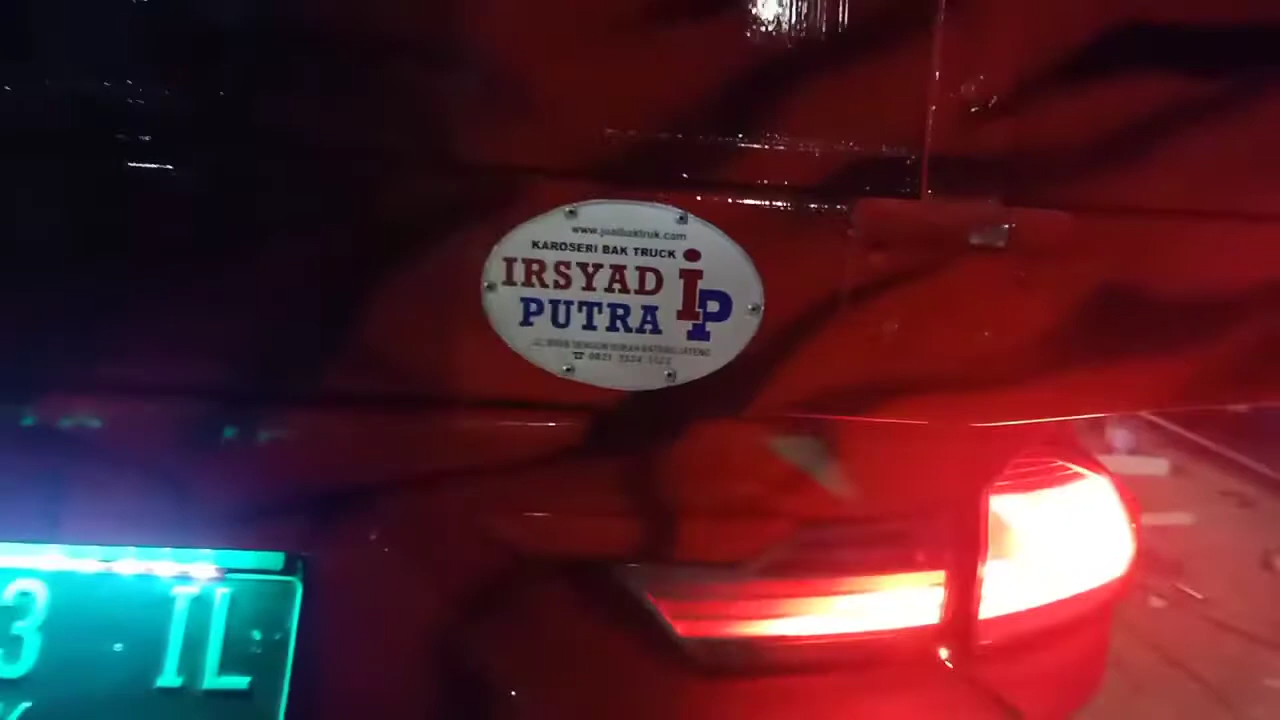 www.jualbaktruk.com
KAROSERI BAK TRUCK
IRSYAD
PUTRA
iP
3 IL